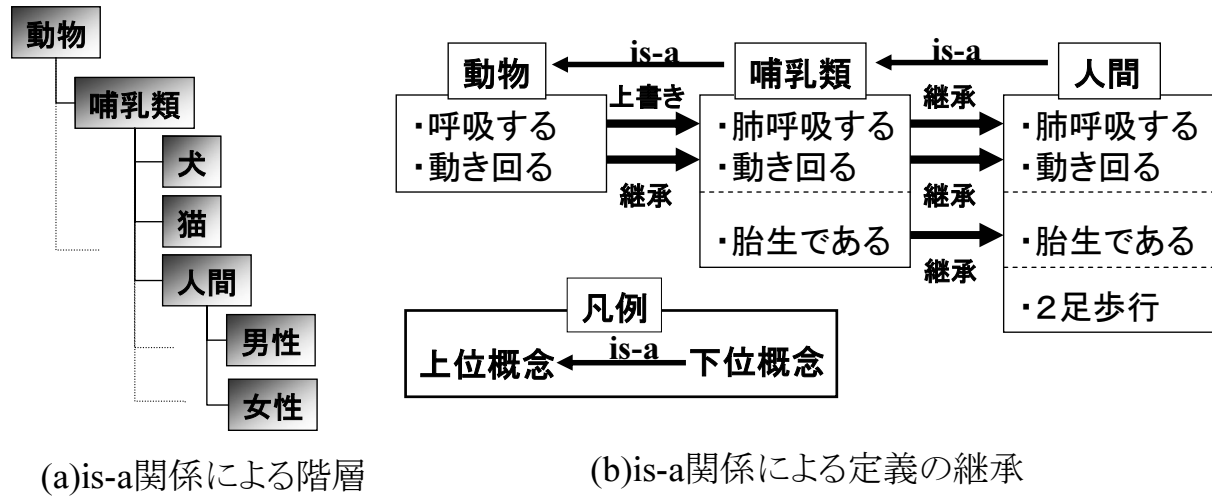 動物
哺乳類
犬
猫
人間
男性
女性
(a)is-a関係による階層
is-a
is-a
動物
哺乳類
人間
上書き
継承
・呼吸する
・肺呼吸する
・肺呼吸する
・動き回る
・動き回る
・動き回る
継承
継承
・胎生である
・胎生である
継承
・２足歩行
凡例
上位概念
is-a
下位概念
(b)is-a関係による定義の継承